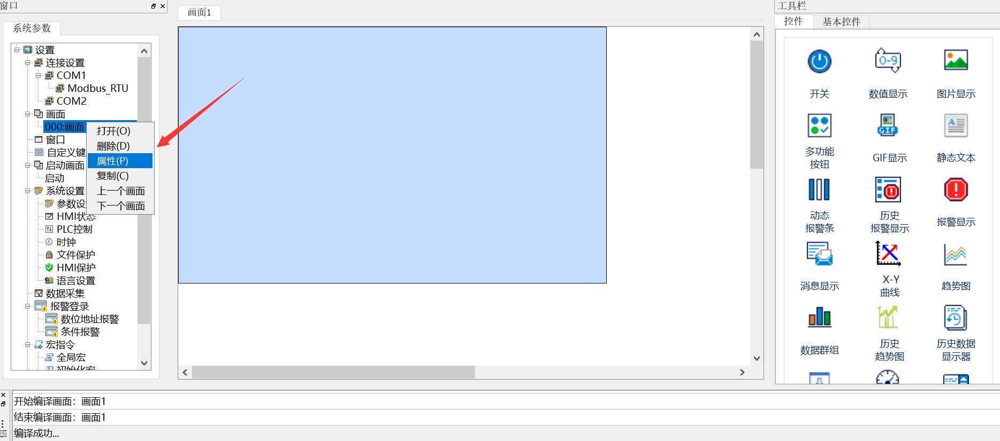 窗口
系统参数
设置
连接设置
COM1
Modbus_RTU
COM2
画面
000:画面
窗口
自定义键
启动画面
启动
系统设置
参数设
HMI状态
PLC控制
时钟
文件保护
HMI保护
语言设置
数据采集
报警登录
数位地址报警
条件报警
宏指令
全局宏
初始化宏
打开(O)
删除(D)
属性(P)
复制(C)
上一个画面
下一个画面
画面1
工具栏
控件
基本控件
开关
数值显示
0-9
图片显示
多功能
按钮
GIF
GIF显示
A
静态文本
动态
报警条
历史
报警显示
报警显示
消息显示
X-Y
曲线
趋势图
数据群组
历史
趋势图
历史数据
显示器
开始编译画面：画面1
结束编译画面：画面1
编译成功...